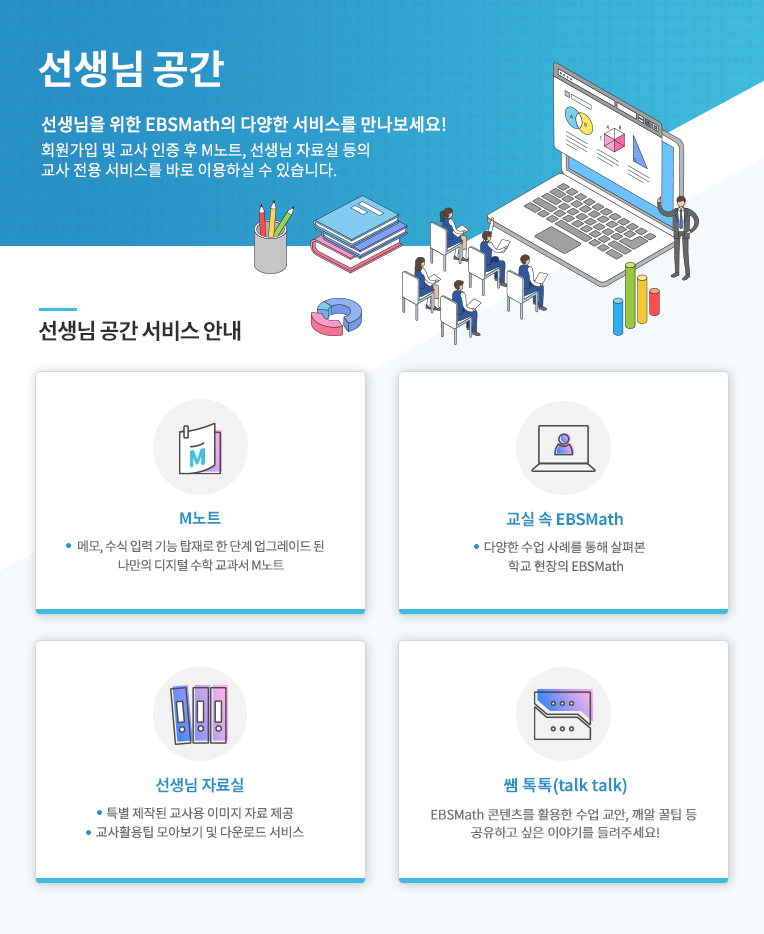 선생님 공간
선생님을 위한 EBSMath의 다양한 서비스를 만나보세요!
회원가입 및 교사 인증 후 M노트, 선생님 자료실 등의
교사 전용 서비스를 바로 이용하실 수 있습니다.
선생님 공간 서비스 안내
M
M노트
• 메모, 수식 입력 기능 탑재로 한 단계 업그레이드 된
나만의 디지털 수학 교과서 M노트
교실 속 EBSMath
• 다양한 수업 사례를 통해 살펴본
학교 현장의 EBSMath
선생님 자료실
• 특별 제작된 교사용 이미지 자료 제공
• 교사활용팁 모아보기 및 다운로드 서비스
쌤 톡톡(talk talk)
EBSMath 콘텐츠를 활용한 수업 교안, 깨알 꿀팁 등
공유하고 싶은 이야기를 들려주세요!